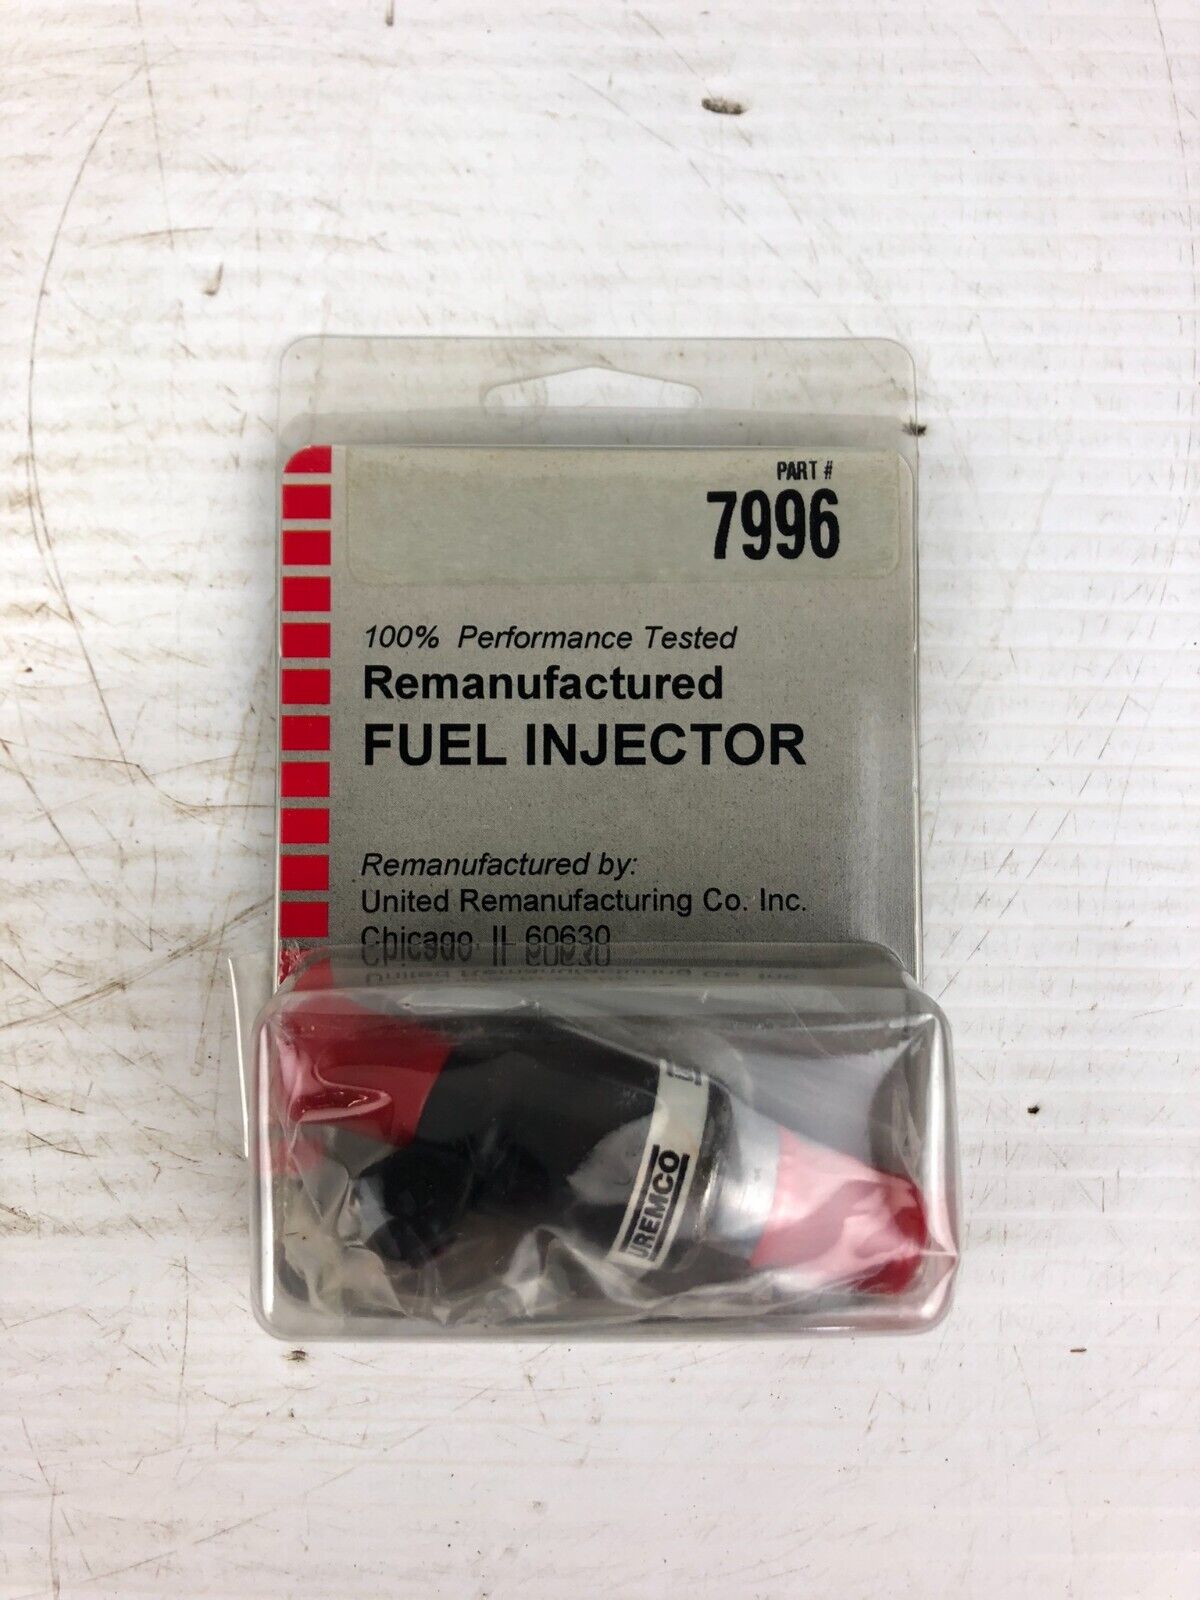 PART #
7996
100% Performance Tested
Remanufactured
FUEL INJECTOR
Remanufactured by:
United Remanufacturing Co. Inc.
Chicago, IL 60630
UREMCO